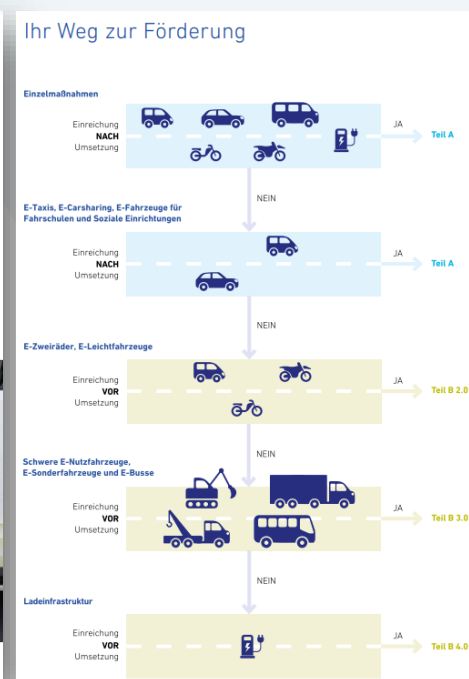 Ihr Weg zur Förderung
Einzelmaßnahmen
Einreichung
NACH
Umsetzung
JA
Teil A
NEIN
E-Taxis, E-Carsharing, E-Fahrzeuge für
Fahrschulen und Soziale Einrichtungen
Einreichung
NACH
Umsetzung
JA
Teil A
NEIN
E-Zweiräder, E-Leichtfahrzeuge
Einreichung
VOR
Umsetzung
JA
Teil B 2.0
NEIN
Schwere E-Nutzfahrzeuge,
E-Sonderfahrzeuge und E-Busse
Einreichung
VOR
Umsetzung
JA
Teil B 3.0
NEIN
Ladeinfrastruktur
Einreichung
VOR
Umsetzung
JA
Teil B 4.0